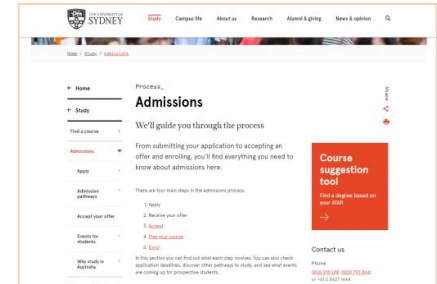 THE UNIVERSITY OF
SYDNEY
Study
Campus life
About us
Research
Alumni & giving
News & opinion
Home / Study / Admissions
Home
Study
Find a course
Admissions
Apply
Admission
pathways
Accept your offer
Events for
students
Why study in
Australia
Process_
Admissions
We'll guide you through the process
From submitting your application to accepting an
offer and enrolling, you'll find everything you need to
know about admissions here.
There are four main steps in the admissions process.
1. Apply
2. Receive your offer
3. Accept
4. Plan your course
5. Enrol
In this section you can find out what each step involves. You can also check
application deadlines, discover other pathways to study, and see what events
are coming up for prospective students.
Share
Course
suggestion
tool
Find a degree based on
your ATAR
Contact us
Phone